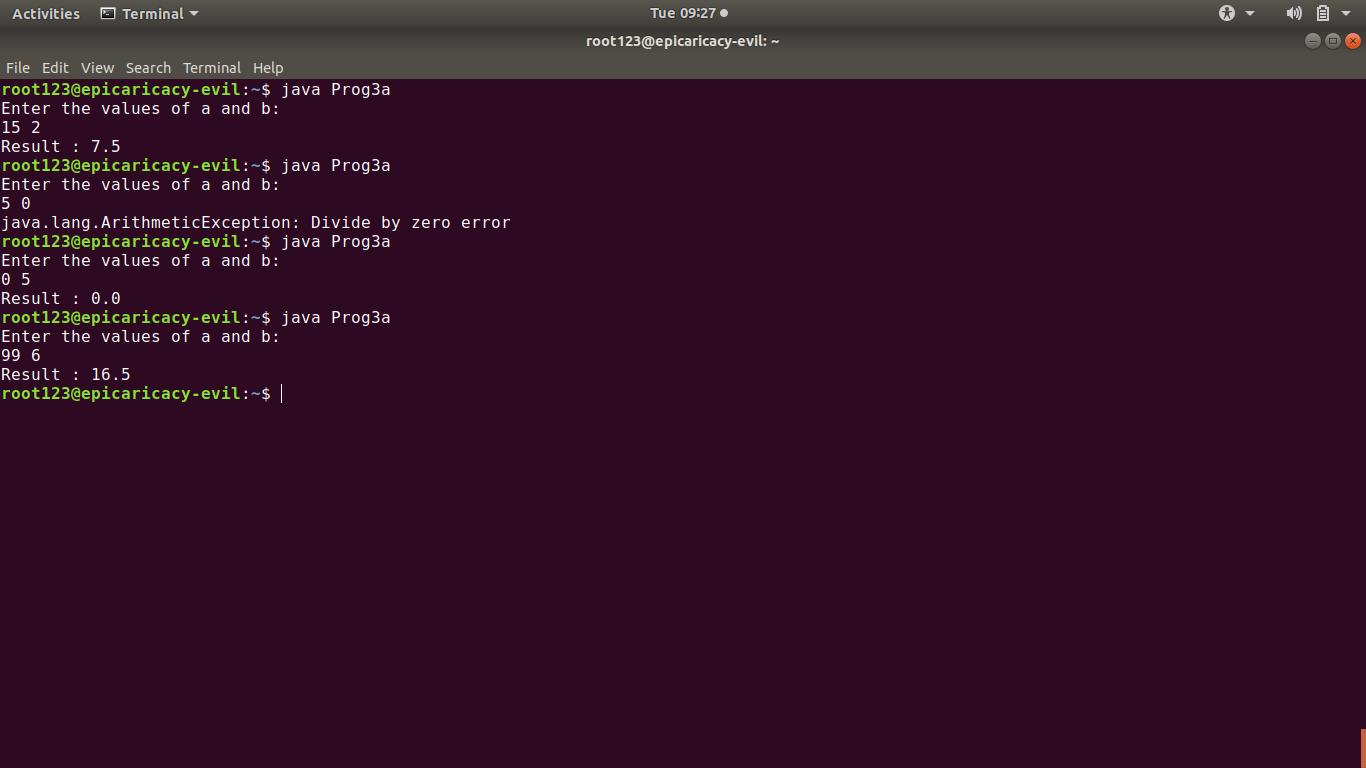 Activities Terminal Tue 09:27
root123@epicaricacy-evil: ~
File Edit View Search Terminal Help
root123@epicaricacy-evil:~$ java Prog3a
Enter the values of a and b:
15 2
Result : 7.5
root123@epicaricacy-evil:~$ java Prog3a
Enter the values of a and b:
5 0
java.lang.ArithmeticException: Divide by zero error
root123@epicaricacy-evil:~$ java Prog3a
Enter the values of a and b:
0 5
Result : 0.0
root123@epicaricacy-evil:~$ java Prog3a
Enter the values of a and b:
99 6
Result : 16.5
root123@epicaricacy-evil:~$